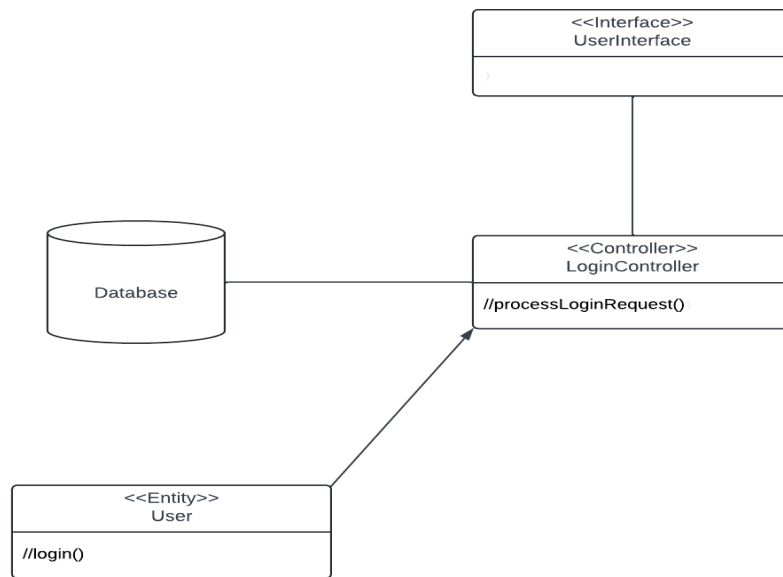 <<Interface>>
UserInterface
<<Controller>>
LoginController
//processLoginRequest()
Database
<<Entity>>
User
//login()